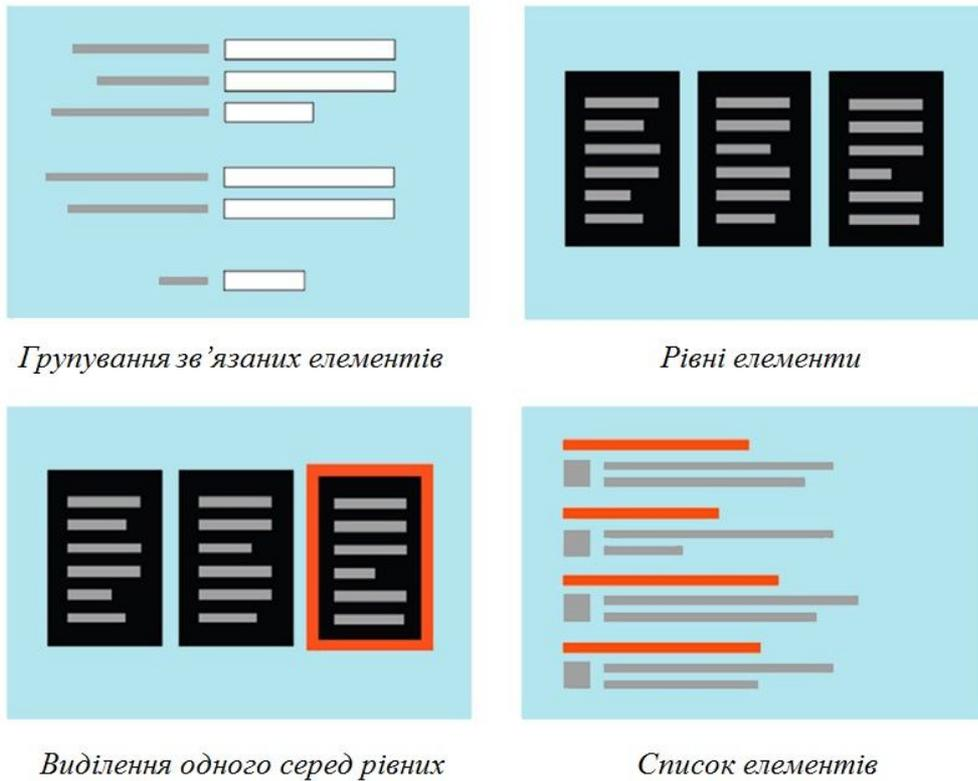 Групування зв’язаних елементів
Рівні елементи
Виділення одного серед рівних
Список елементів